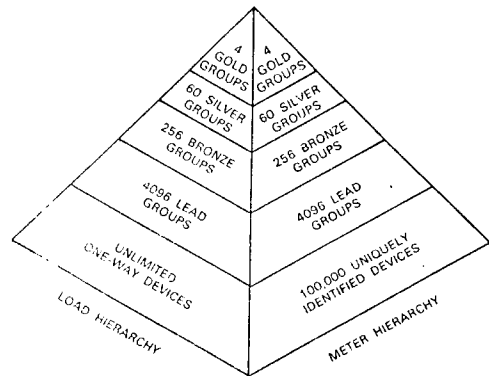 4
GOLD
GROUPS
4
GOLD
GROUPS
60 SILVER
GROUPS
60 SILVER
GROUPS
256 BRONZE
GROUPS
256 BRONZE
GROUPS
4096 LEAD
GROUPS
4096 LEAD
GROUPS
UNLIMITED
ONE-WAY DEVICES
100,000 UNIQUELY
IDENTIFIED DEVICES
LOAD HIERARCHY
METER HIERARCHY